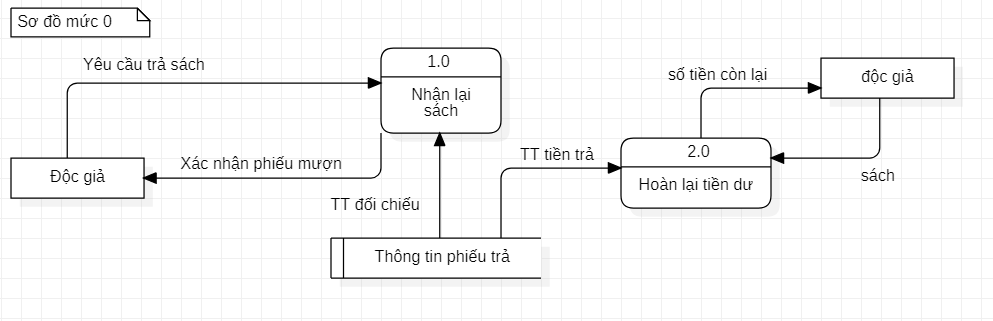 Sơ đồ mức 0
Yêu cầu trả sách
1.0
Nhận lại
sách
số tiền còn lại
độc giả
Độc giả
Xác nhận phiếu mượn
TT tiền trả
2.0
Hoàn lại tiền dư
sách
TT đối chiếu
Thông tin phiếu trả